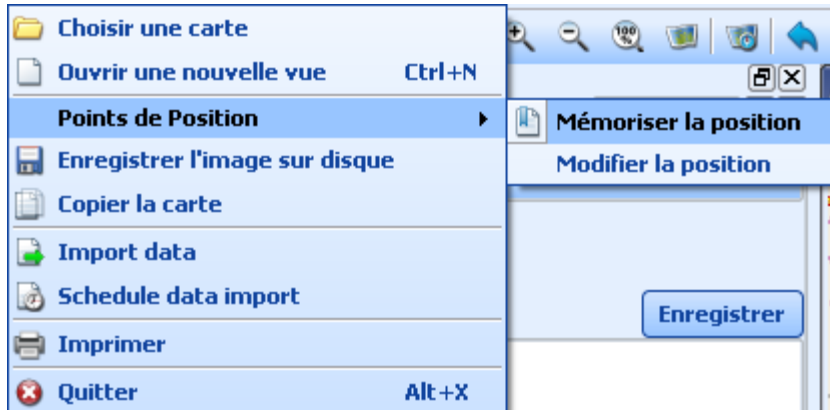 Choisir une carte
Ouvrir une nouvelle vue Ctrl+N
Points de Position
Mémoriser la position
Modifier la position
Enregistrer l'image sur disque
Copier la carte
Import data
Schedule data import
Enregistrer
Imprimer
Quitter Alt+X
100%